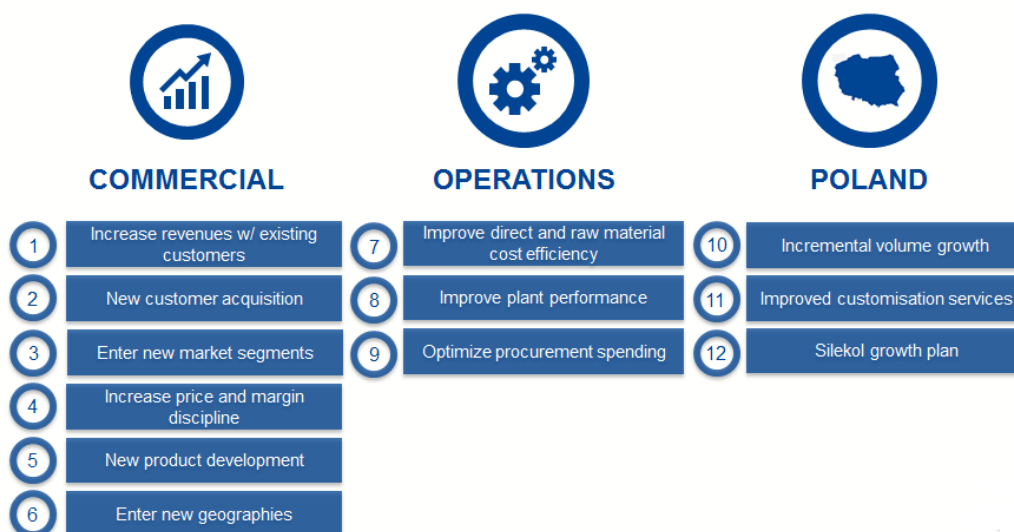 COMMERCIAL
1
Increase revenues w/ existing
customers
2
New customer acquisition
3
Enter new market segments
4
Increase price and margin
discipline
5
New product development
6
Enter new geographies
OPERATIONS
7
Improve direct and raw material
cost efficiency
8
Improve plant performance
9
Optimize procurement spending
POLAND
10
Incremental volume growth
11
Improved customisation services
12
Silekol growth plan